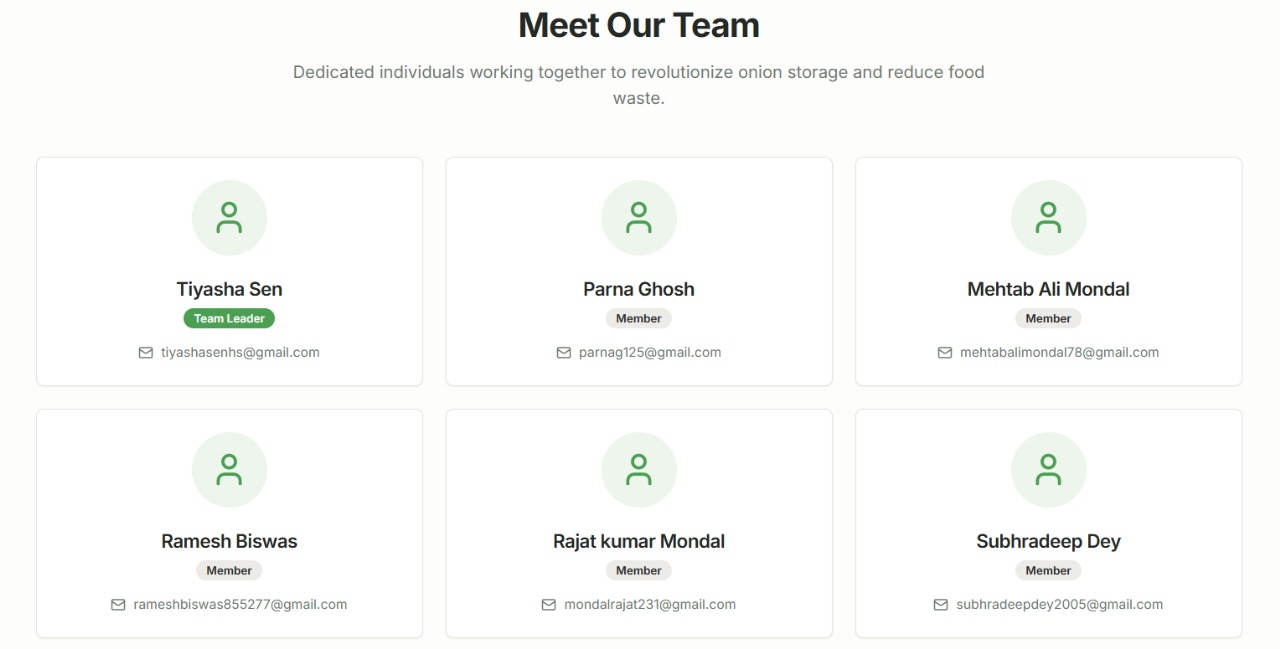 Meet Our Team
Dedicated individuals working together to revolutionize onion storage and reduce food
waste.
Tiyasha Sen
Team Leader
tiyashasenhs@gmail.com
Parna Ghosh
Member
parnag125@gmail.com
Mehtab Ali Mondal
Member
mehtabalimondal78@gmail.com
Ramesh Biswas
Member
rameshbiswas855277@gmail.com
Rajat kumar Mondal
Member
mondalrajat231@gmail.com
Subhradeep Dey
Member
subhradeepdey2005@gmail.com